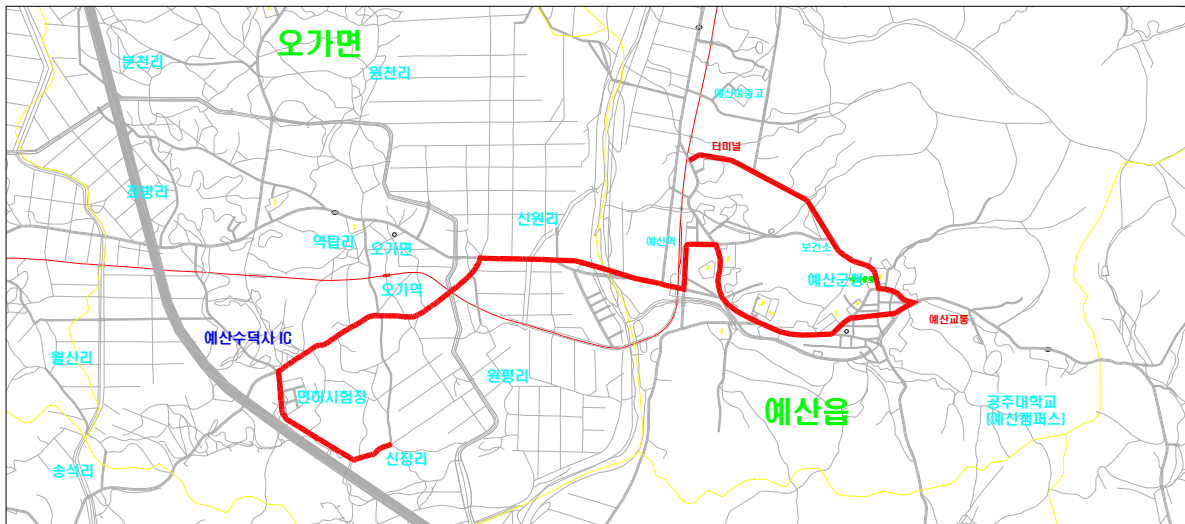 오가면
분천리
원천리
예산여중고
터미널
좌방리
신원리
역탑리
오가면
예산역
보건소
오가역
예산군청
예산수덕사 IC
예산교통
월산리
원평리
면허시험장
예산읍
공주대학교
(예산캠퍼스)
신장리
송석리